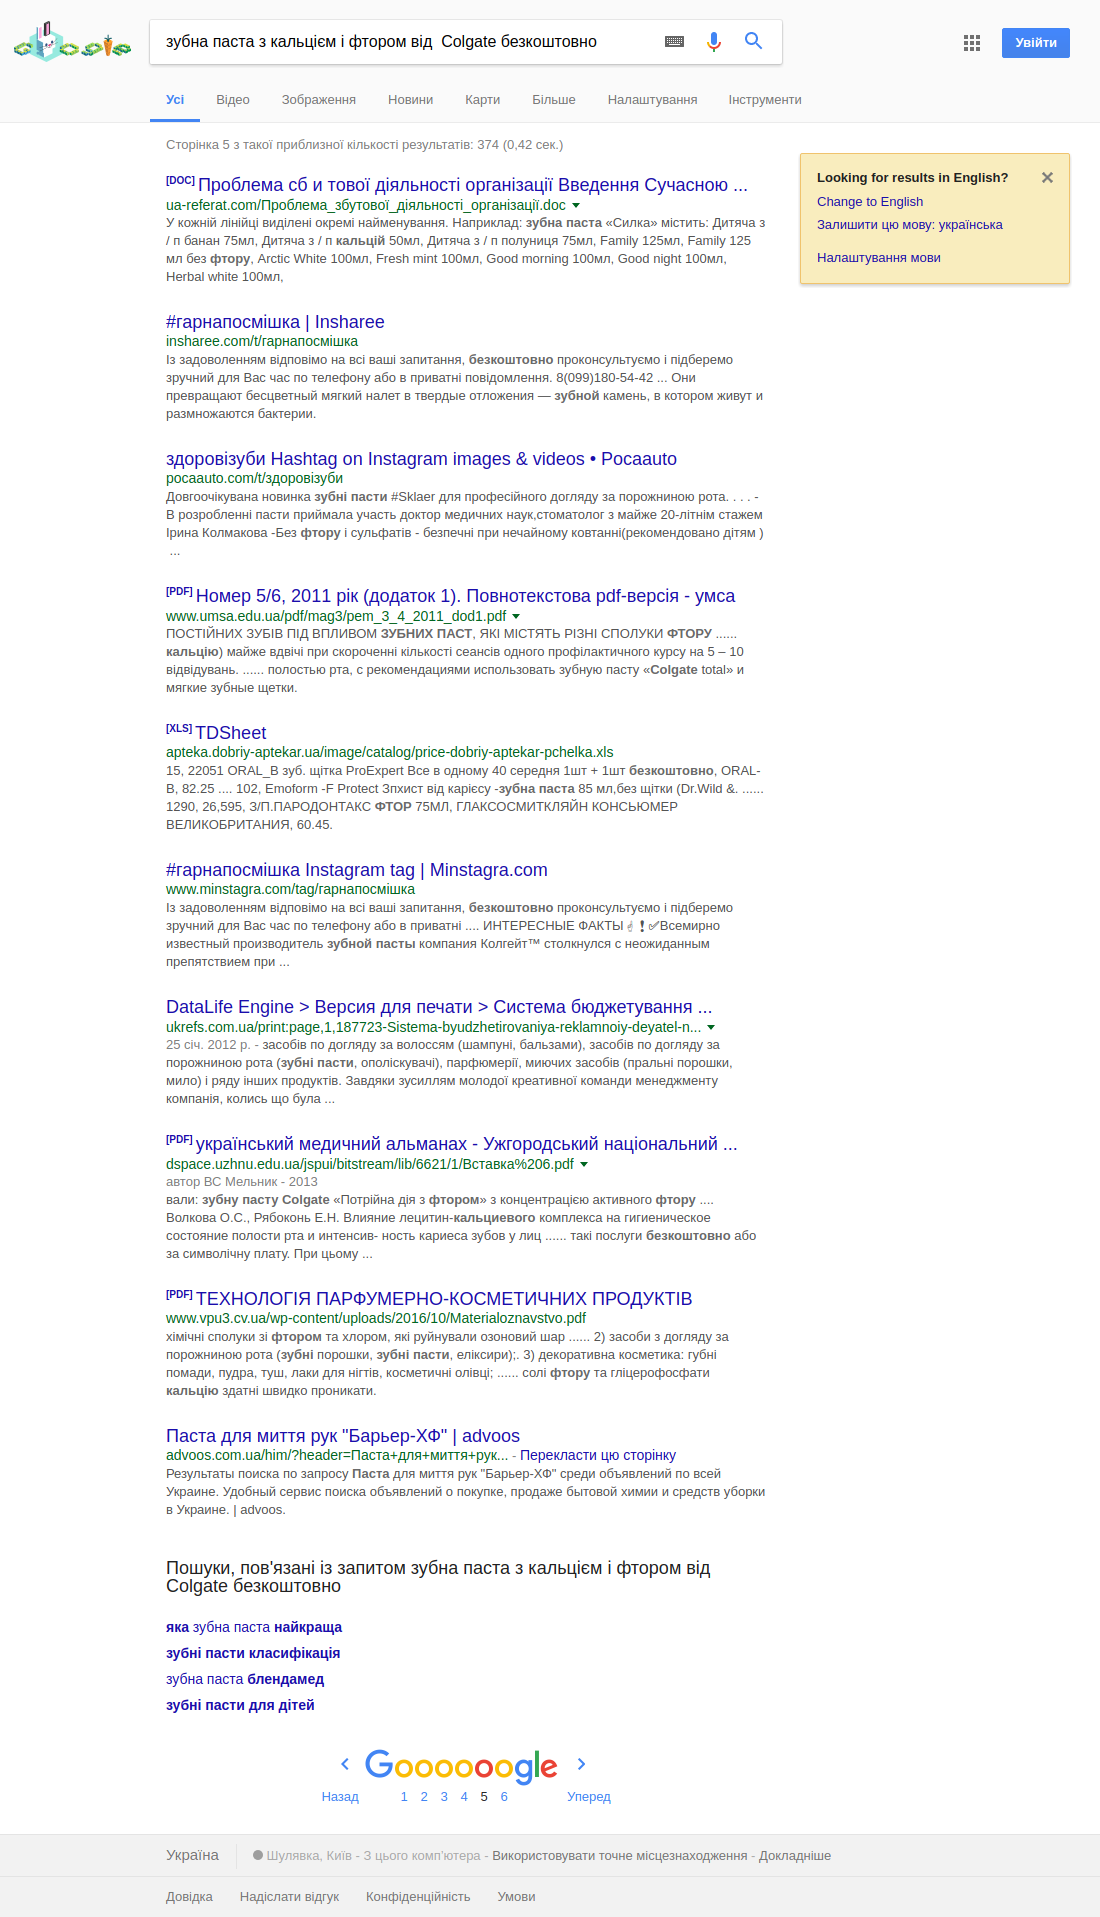 зубна паста з кальцієм і фтором від  Colgate безкоштовно
Увійти
Усі Відео Зображення Новини Карти Більше Налаштування Інструменти
Сторінка 5 з такої приблизної кількості результатів: 374 (0,42 сек.)
Looking for results in English?
Change to English
Залишити цю мову: українська
Налаштування мови
[DOC] Проблема сб и тової діяльності організації Введення Сучасною ...
ua-referat.com/Проблема_збутової_діяльності_організації.doc
У кожній лінійці виділені окремі найменування. Наприклад: зубна паста «Силка» містить: Дитяча з
/ п банан 75мл, Дитяча з / п кальцій 50мл, Дитяча з / п полуниця 75мл, Family 125мл, Family 125
мл без фтору, Arctic White 100мл, Fresh mint 100мл, Good morning 100мл, Good night 100мл,
Herbal white 100мл,
#гарнапосмішка | Insharee
insharee.com/t/гарнапосмішка
Із задоволенням відповімо на всі ваші запитання, безкоштовно проконсультуємо і підберемо
зручний для Вас час по телефону або в приватні повідомлення. 8(099)180-54-42 ... Они
превращают бесцветный мягкий налет в твердые отложения — зубной камень, в котором живут и
размножаются бактерии.
здоровізуби Hashtag on Instagram images & videos • Pocaauto
pocaauto.com/t/здоровізуби
Довгоочікувана новинка зубні пасти #Sklaer для професійного догляду за порожниною рота. . . . -
В розробленні пасти приймала участь доктор медичних наук,стоматолог з майже 20-літнім стажем
Ірина Колмакова -Без фтору і сульфатів - безпечні при нечайному ковтанні(рекомендовано дітям )
...
[PDF] Номер 5/6, 2011 рік (додаток 1). Повнотекстова pdf-версія - умса
www.umsa.edu.ua/pdf/mag3/pem_3_4_2011_dod1.pdf
ПОСТІЙНИХ ЗУБІВ ПІД ВПЛИВОМ ЗУБНИХ ПАСТ, ЯКІ МІСТЯТЬ РІЗНІ СПОЛУКИ ФТОРУ ......
кальцію) майже вдвічі при скороченні кількості сеансів одного профілактичного курсу на 5 – 10
відвідувань. ...... полостью рта, с рекомендациями использовать зубную пасту «Colgate total» и
мягкие зубные щетки.
[XLS] TDSheet
apteka.dobriy-aptekar.ua/image/catalog/price-dobriy-aptekar-pchelka.xls
15, 22051 ORAL_B зуб. щітка ProExpert Все в одному 40 середня 1шт + 1шт безкоштовно, ORAL-
B, 82.25 .... 102, Emoform -F Protect Зпхист від карієссу -зубна паста 85 мл,без щітки (Dr.Wild &. ......
1290, 26,595, З/П.ПАРОДОНТАКС ФТОР 75МЛ, ГЛАКСОСМИТКЛЯЙН КОНСЬЮМЕР
ВЕЛИКОБРИТАНИЯ, 60.45.
#гарнапосмішка Instagram tag | Minstagra.com
www.minstagra.com/tag/гарнапосмішка
Із задоволенням відповімо на всі ваші запитання, безкоштовно проконсультуємо і підберемо
зручний для Вас час по телефону або в приватні .... ИНТЕРЕСНЫЕ ФАКТЫ☝❗✅Всемирно
известный производитель зубной пасты компания Колгейт™ столкнулся с неожиданным
препятствием при ...
DataLife Engine > Версия для печати > Система бюджетування ...
ukrefs.com.ua/print:page,1,187723-Sistema-byudzhetirovaniya-reklamnoiy-deyatel-n...
25 січ. 2012 р. - засобів по догляду за волоссям (шампуні, бальзами), засобів по догляду за
порожниною рота (зубні пасти, ополіскувачі), парфюмерії, миючих засобів (пральні порошки,
мило) і ряду інших продуктів. Завдяки зусиллям молодої креативної команди менеджменту
компанія, колись що була ...
[PDF] український медичний альманах - Ужгородський національний ...
dspace.uzhnu.edu.ua/jspui/bitstream/lib/6621/1/Вставка%206.pdf
автор ВС Мельник - 2013
вали: зубну пасту Colgate «Потрійна дія з фтором» з концентрацією активного фтору ....
Волкова О.С., Рябоконь Е.Н. Влияние лецитин-кальциевого комплекса на гигиеническое
состояние полости рта и интенсив- ность кариеса зубов у лиц ...... такі послуги безкоштовно або
за символічну плату. При цьому ...
[PDF] ТЕХНОЛОГІЯ ПАРФУМЕРНО-КОСМЕТИЧНИХ ПРОДУКТІВ
www.vpu3.cv.ua/wp-content/uploads/2016/10/Materialoznavstvo.pdf
хімічні сполуки зі фтором та хлором, які руйнували озоновий шар ...... 2) засоби з догляду за
порожниною рота (зубні порошки, зубні пасти, еліксири);. 3) декоративна косметика: губні
помади, пудра, туш, лаки для нігтів, косметичні олівці; ...... солі фтору та гліцерофосфати
кальцію здатні швидко проникати.
Паста для миття рук "Барьер-ХФ" | advoos
advoos.com.ua/him/?header=Паста+для+миття+рук... - Перекласти цю сторінку
Результаты поиска по запросу Паста для миття рук "Барьер-ХФ" среди объявлений по всей
Украине. Удобный сервис поиска объявлений о покупке, продаже бытовой химии и средств уборки
в Украине. | advoos.
Пошуки, пов'язані із запитом зубна паста з кальцієм і фтором від
Colgate безкоштовно
яка зубна паста найкраща
зубні пасти класифікація
зубна паста блендамед
зубні пасти для дітей
Goooooogle
Назад 1 2 3 4 5 6 Уперед
Україна Шулявка, Київ - З цього комп'ютера - Використовувати точне місцезнаходження - Докладніше
Довідка Надіслати відгук Конфіденційність Умови